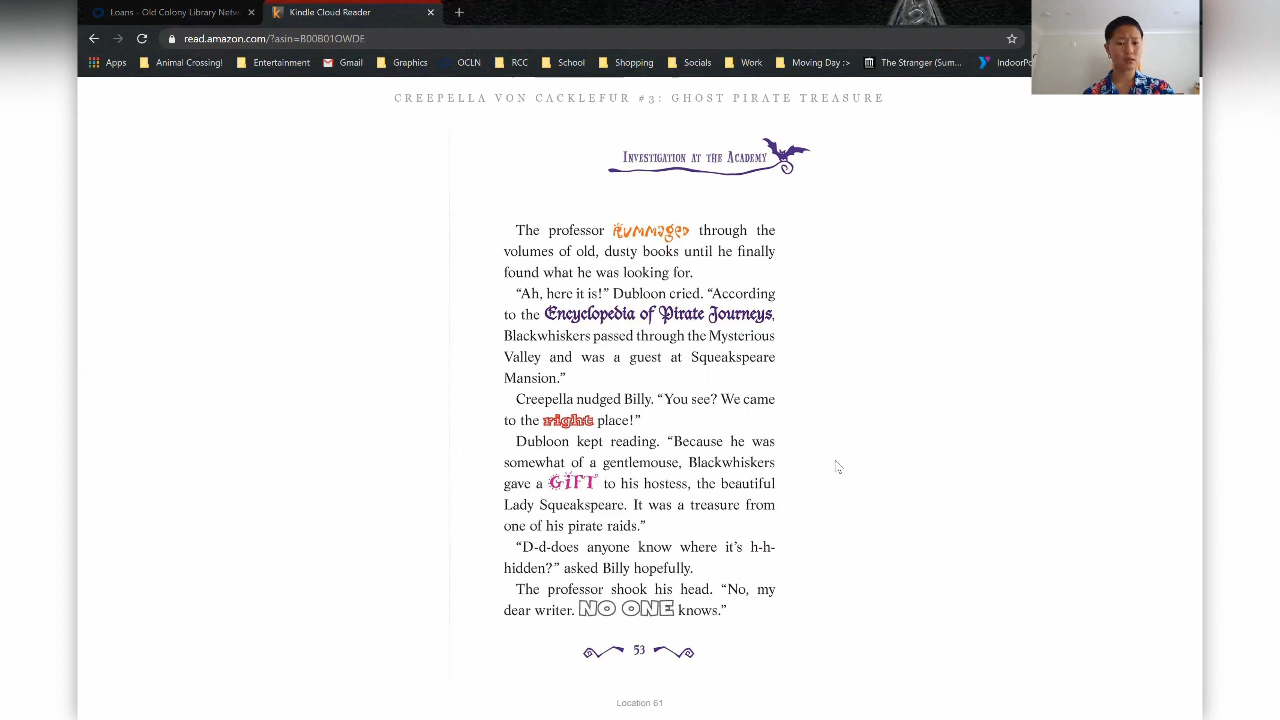 Loans - Old Colony Library Netw
Kindle Cloud Reader
read.amazon.com/?asin=B00B01OWDE
Apps Animal Crossing! Entertainment Gmail Graphics OCLN RCC School Shopping Socials Work Moving Day :> The Stranger (Sum... IndoorPo
CREEPELLA VON CACKLEFUR #3: GHOST PIRATE TREASURE
Investigation at the Academy
The professor Rummaged through the
volumes of old, dusty books until he finally
found what he was looking for.
“Ah, here it is!” Dubloon cried. “According
to the Encyclopedia of Pirate Journeys,
Blackwhiskers passed through the Mysterious
Valley and was a guest at Squeakspeare
Mansion.”
Creepella nudged Billy. “You see? We came
to the right place!”
Dubloon kept reading. “Because he was
somewhat of a gentlemouse, Blackwhiskers
gave a GiFT to his hostess, the beautiful
Lady Squeakspeare. It was a treasure from
one of his pirate raids.”
“D-d-does anyone know where it’s h-h-
hidden?” asked Billy hopefully.
The professor shook his head. “No, my
dear writer. NO ONE knows.”
53
Location 61